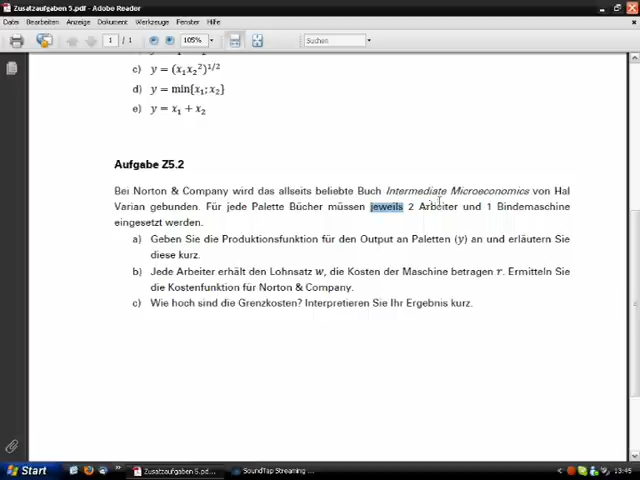 Zusatzaufgaben 5.pdf - Adobe Reader
Datei Bearbeiten Anzeige Dokument Werkzeuge Fenster Hilfe
1 / 1 105% Suchen
c) y = (x₁x₂²)^1/2
d) y = min{x₁; x₂}
e) y = x₁ + x₂
Aufgabe Z5.2
Bei Norton & Company wird das allseits beliebte Buch Intermediate Microeconomics von Hal
Varian gebunden. Für jede Palette Bücher müssen jeweils 2 Arbeiter und 1 Bindemaschine
eingesetzt werden.
a) Geben Sie die Produktionsfunktion für den Output an Paletten (y) an und erläutern Sie
diese kurz.
b) Jede Arbeiter erhält den Lohnsatz w, die Kosten der Maschine betragen r. Ermitteln Sie
die Kostenfunktion für Norton & Company.
c) Wie hoch sind die Grenzkosten? Interpretieren Sie Ihr Ergebnis kurz.
Start Zusatzaufgaben 5.pd... SoundTap Streaming ... 13:45